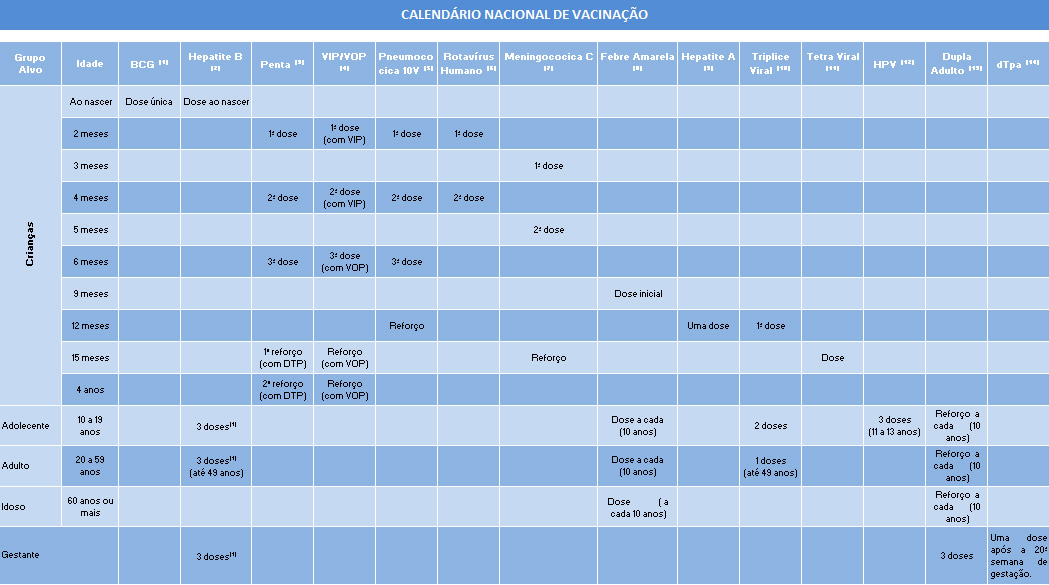 CALENDÁRIO NACIONAL DE VACINAÇÃO
Grupo Alvo Idade BCG [1] Hepatite B [2] Penta [3] VIP/VOP [4] Pneumoco cica 10V [5] Rotavírus Humano [6] Meningococica C [7] Febre Amarela [8] Hepatite A [9] Triplice Viral [10] Tetra Viral [11] HPV [12] Dupla Adulto [13] dTpa [14]
Crianças
Ao nascer Dose única Dose ao nascer
2 meses 1ª dose 1ª dose (com VIP) 1ª dose 1ª dose
3 meses 1ª dose
4 meses 2ª dose 2ª dose (com VIP) 2ª dose 2ª dose
5 meses 2ª dose
6 meses 3ª dose 3ª dose (com VOP) 3ª dose
9 meses Dose inicial
12 meses Reforço Uma dose 1ª dose
15 meses 1º reforço (com DTP) Reforço (com VOP) Reforço Dose
4 anos 2º reforço (com DTP) Reforço (com VOP)
Adolecente 10 a 19 anos 3 doses[1] Dose a cada (10 anos) 2 doses 3 doses (11 a 13 anos) Reforço a cada (10 anos)
Adulto 20 a 59 anos 3 doses[1] (até 49 anos) Dose a cada (10 anos) 1 doses (até 49 anos) Reforço a cada (10 anos)
Idoso 60 anos ou mais Dose ( a cada 10 anos) Reforço a cada (10 anos)
Gestante 3 doses[1] 3 doses Uma dose após a 20ª semana de gestação.